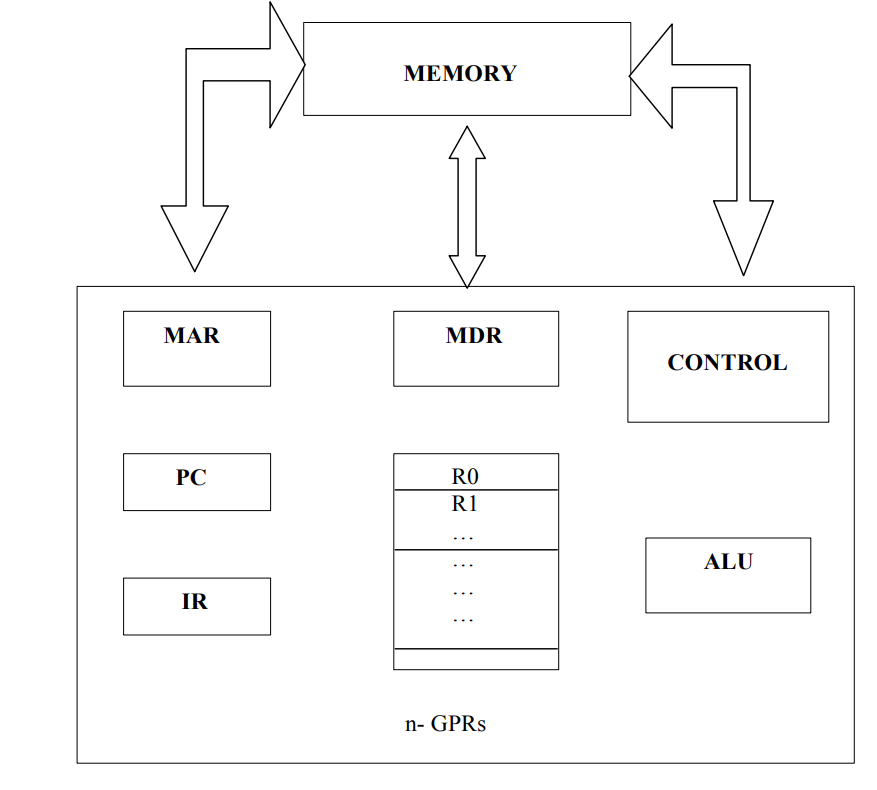 MEMORY
MAR
MDR
CONTROL
PC
R0
R1
…
…
…
…
ALU
IR
n- GPRs